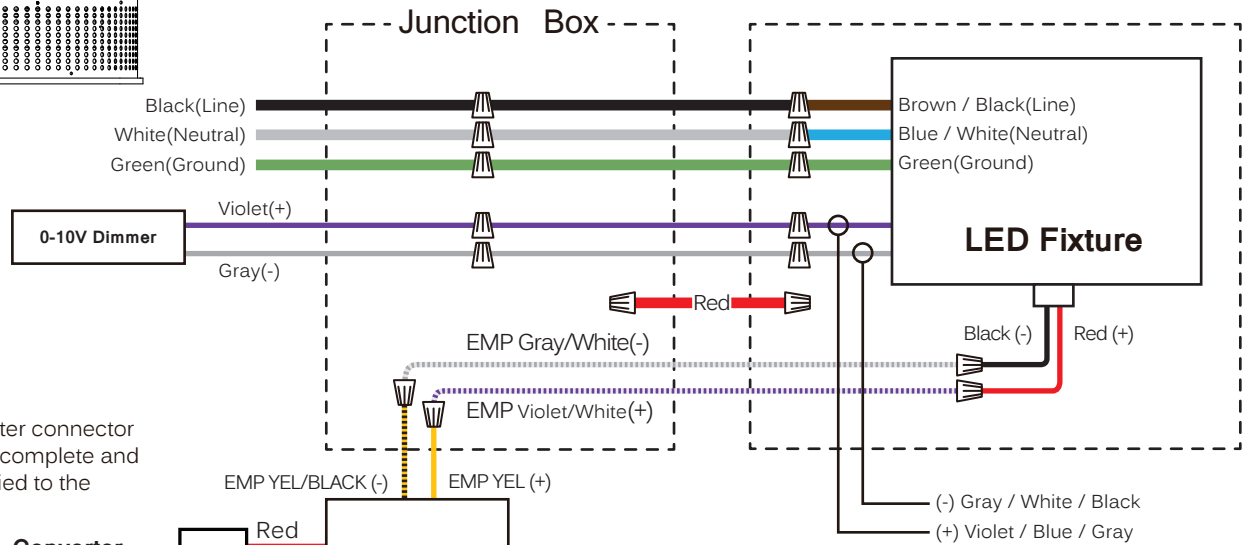 Junction Box
Black(Line)
White(Neutral)
Green(Ground)
Brown / Black(Line)
Blue / White(Neutral)
Green(Ground)
Violet(+)
0-10V Dimmer
Gray(-)
LED Fixture
Red
Black (-)
Red (+)
EMP Gray/White(-)
EMP Violet/White(+)
ter connector
complete and
ied to the
EMP YEL/BLACK (-)
EMP YEL (+)
(-) Gray / White / Black
(+) Violet / Blue / Gray
Red